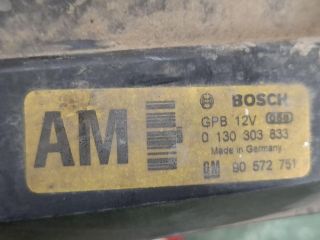 AM
BOSCH
GPB 12V
0 130 303 833
Made in Germany
GM 90 572 751